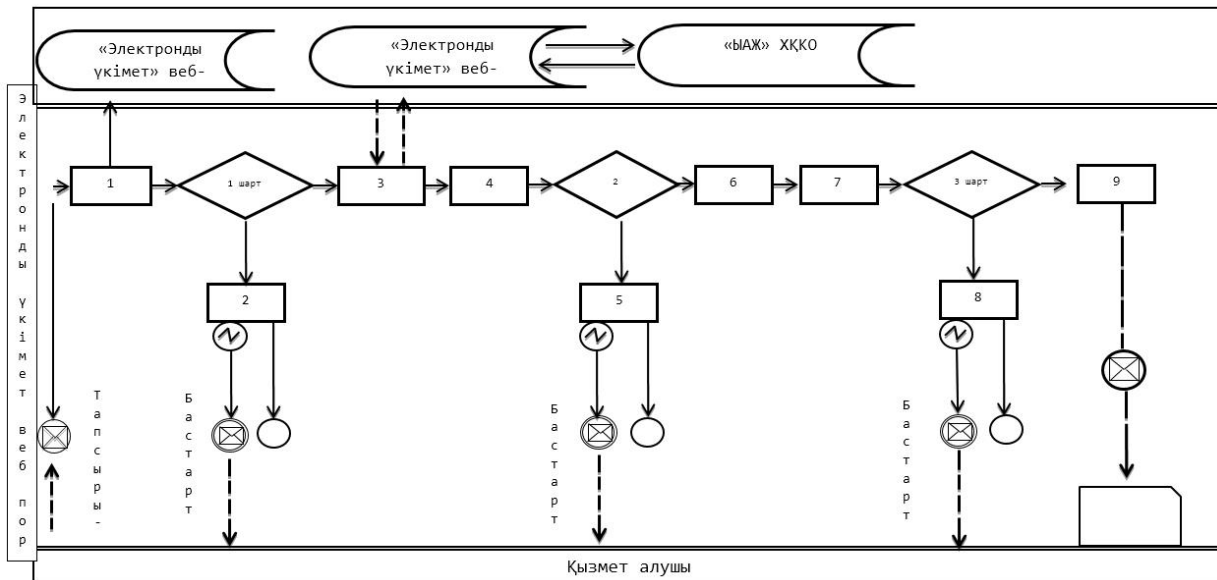 «Электронды
үкімет» веб-
«Электронды
үкімет» веб-
«ЫАЖ» ХҚКО
Электронды үкімет веб пор
1
1 шарт
3
4
2
6
7
3 шарт
9
2
5
8
Тапсыры-
Бастарт
Бастарт
Бастарт
Қызмет алушы